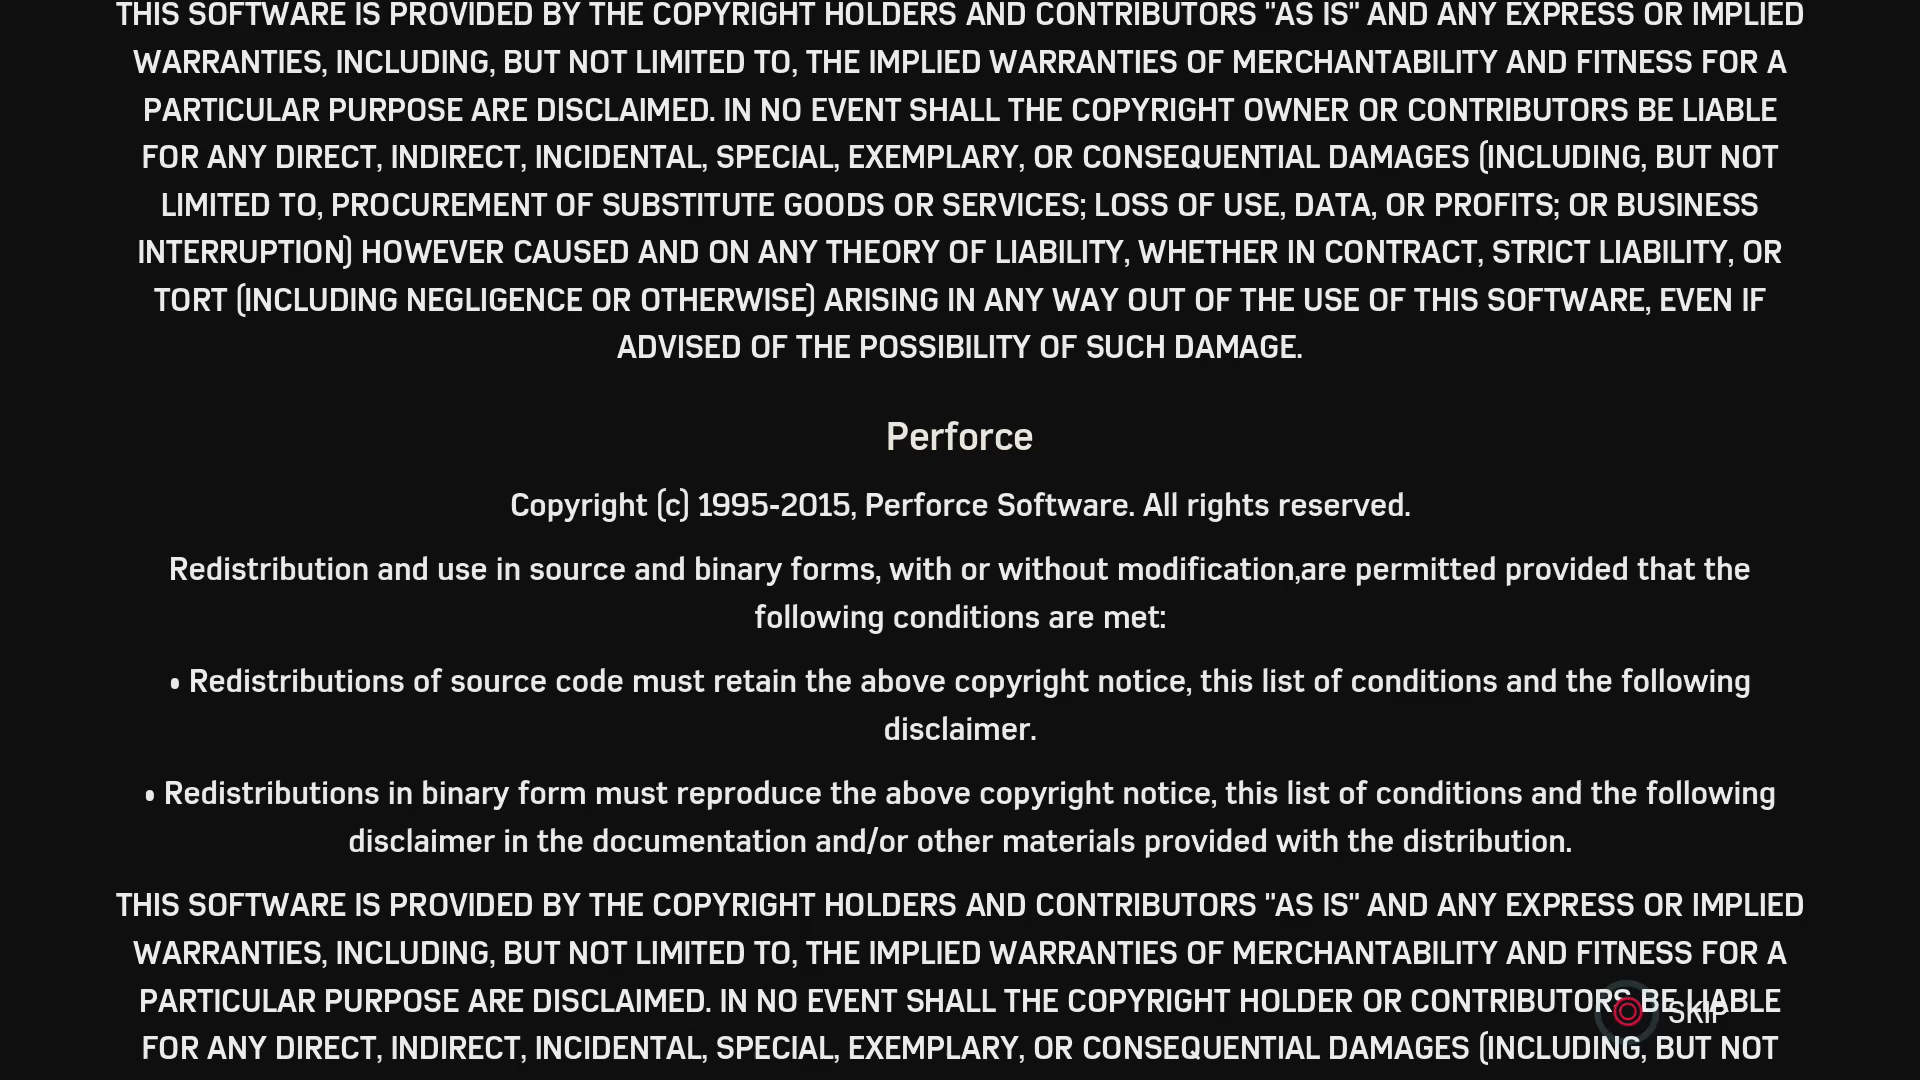 THIS SOFTWARE IS PROVIDED BY THE COPYRIGHT HOLDERS AND CONTRIBUTORS "AS IS" AND ANY EXPRESS OR IMPLIED
WARRANTIES, INCLUDING, BUT NOT LIMITED TO, THE IMPLIED WARRANTIES OF MERCHANTABILITY AND FITNESS FOR A
PARTICULAR PURPOSE ARE DISCLAIMED. IN NO EVENT SHALL THE COPYRIGHT OWNER OR CONTRIBUTORS BE LIABLE
FOR ANY DIRECT, INDIRECT, INCIDENTAL, SPECIAL, EXEMPLARY, OR CONSEQUENTIAL DAMAGES (INCLUDING, BUT NOT
LIMITED TO, PROCUREMENT OF SUBSTITUTE GOODS OR SERVICES; LOSS OF USE, DATA, OR PROFITS; OR BUSINESS
INTERRUPTION) HOWEVER CAUSED AND ON ANY THEORY OF LIABILITY, WHETHER IN CONTRACT, STRICT LIABILITY, OR
TORT (INCLUDING NEGLIGENCE OR OTHERWISE) ARISING IN ANY WAY OUT OF THE USE OF THIS SOFTWARE, EVEN IF
ADVISED OF THE POSSIBILITY OF SUCH DAMAGE.
Perforce
Copyright (c) 1995-2015, Perforce Software. All rights reserved.
Redistribution and use in source and binary forms, with or without modification,are permitted provided that the
following conditions are met:
• Redistributions of source code must retain the above copyright notice, this list of conditions and the following
disclaimer.
• Redistributions in binary form must reproduce the above copyright notice, this list of conditions and the following
disclaimer in the documentation and/or other materials provided with the distribution.
THIS SOFTWARE IS PROVIDED BY THE COPYRIGHT HOLDERS AND CONTRIBUTORS "AS IS" AND ANY EXPRESS OR IMPLIED
WARRANTIES, INCLUDING, BUT NOT LIMITED TO, THE IMPLIED WARRANTIES OF MERCHANTABILITY AND FITNESS FOR A
PARTICULAR PURPOSE ARE DISCLAIMED. IN NO EVENT SHALL THE COPYRIGHT HOLDER OR CONTRIBUTORS BE LIABLE
SKIP
FOR ANY DIRECT, INDIRECT, INCIDENTAL, SPECIAL, EXEMPLARY, OR CONSEQUENTIAL DAMAGES (INCLUDING, BUT NOT